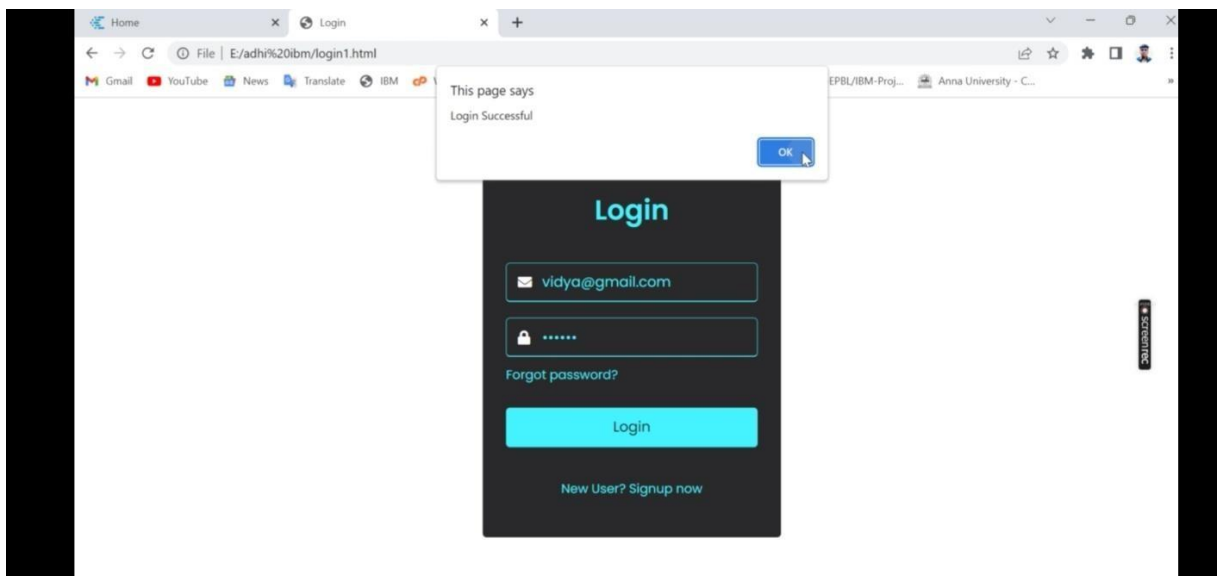 Home
Login
File | E:/adhi%20ibm/login1.html
Gmail YouTube News Translate IBM EPBL/IBM-Proj... Anna University - C...
This page says
Login Successful
OK
Login
vidya@gmail.com
••••••
Forgot password?
Login
New User? Signup now
screenrec